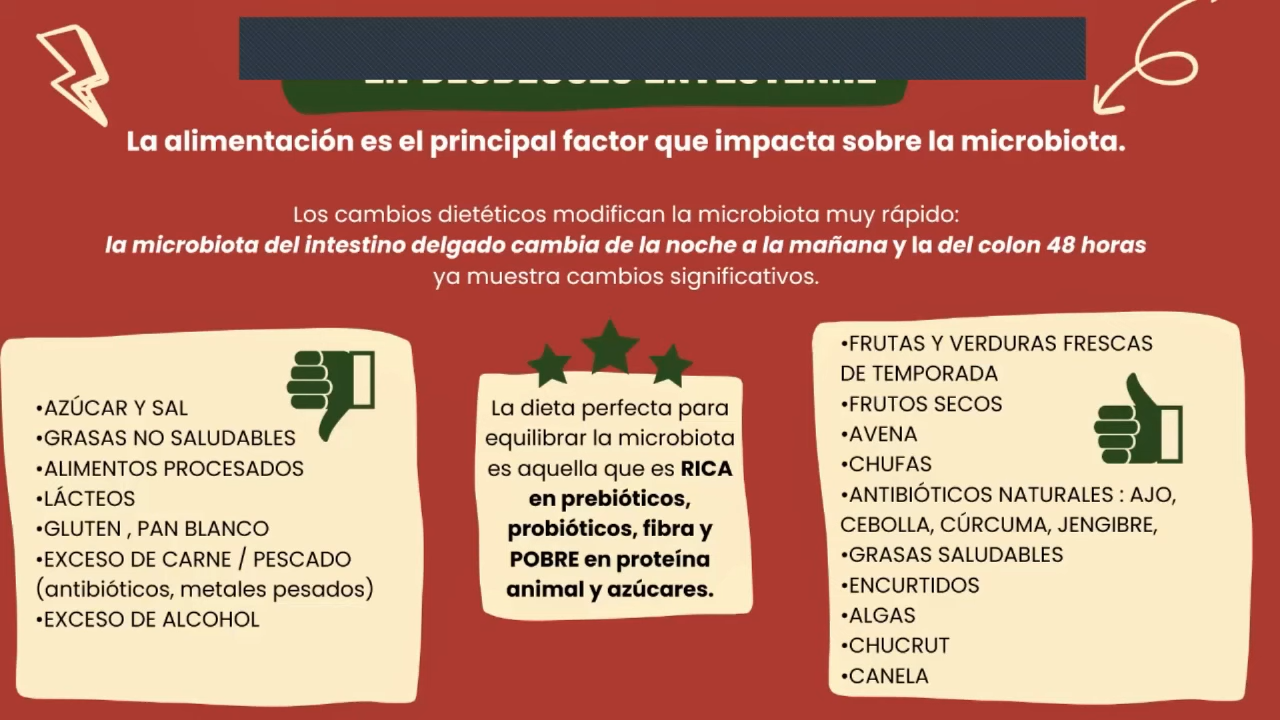 La alimentación es el principal factor que impacta sobre la microbiota.
Los cambios dietéticos modifican la microbiota muy rápido:
la microbiota del intestino delgado cambia de la noche a la mañana y la del colon 48 horas
ya muestra cambios significativos.
•AZÚCAR Y SAL
•GRASAS NO SALUDABLES
•ALIMENTOS PROCESADOS
•LÁCTEOS
•GLUTEN , PAN BLANCO
•EXCESO DE CARNE / PESCADO
(antibióticos, metales pesados)
•EXCESO DE ALCOHOL
La dieta perfecta para
equilibrar la microbiota
es aquella que es RICA
en prebióticos,
probióticos, fibra y
POBRE en proteína
animal y azúcares.
•FRUTAS Y VERDURAS FRESCAS
DE TEMPORADA
•FRUTOS SECOS
•AVENA
•CHUFAS
•ANTIBIÓTICOS NATURALES : AJO,
CEBOLLA, CÚRCUMA, JENGIBRE,
•GRASAS SALUDABLES
•ENCURTIDOS
•ALGAS
•CHUCRUT
•CANELA